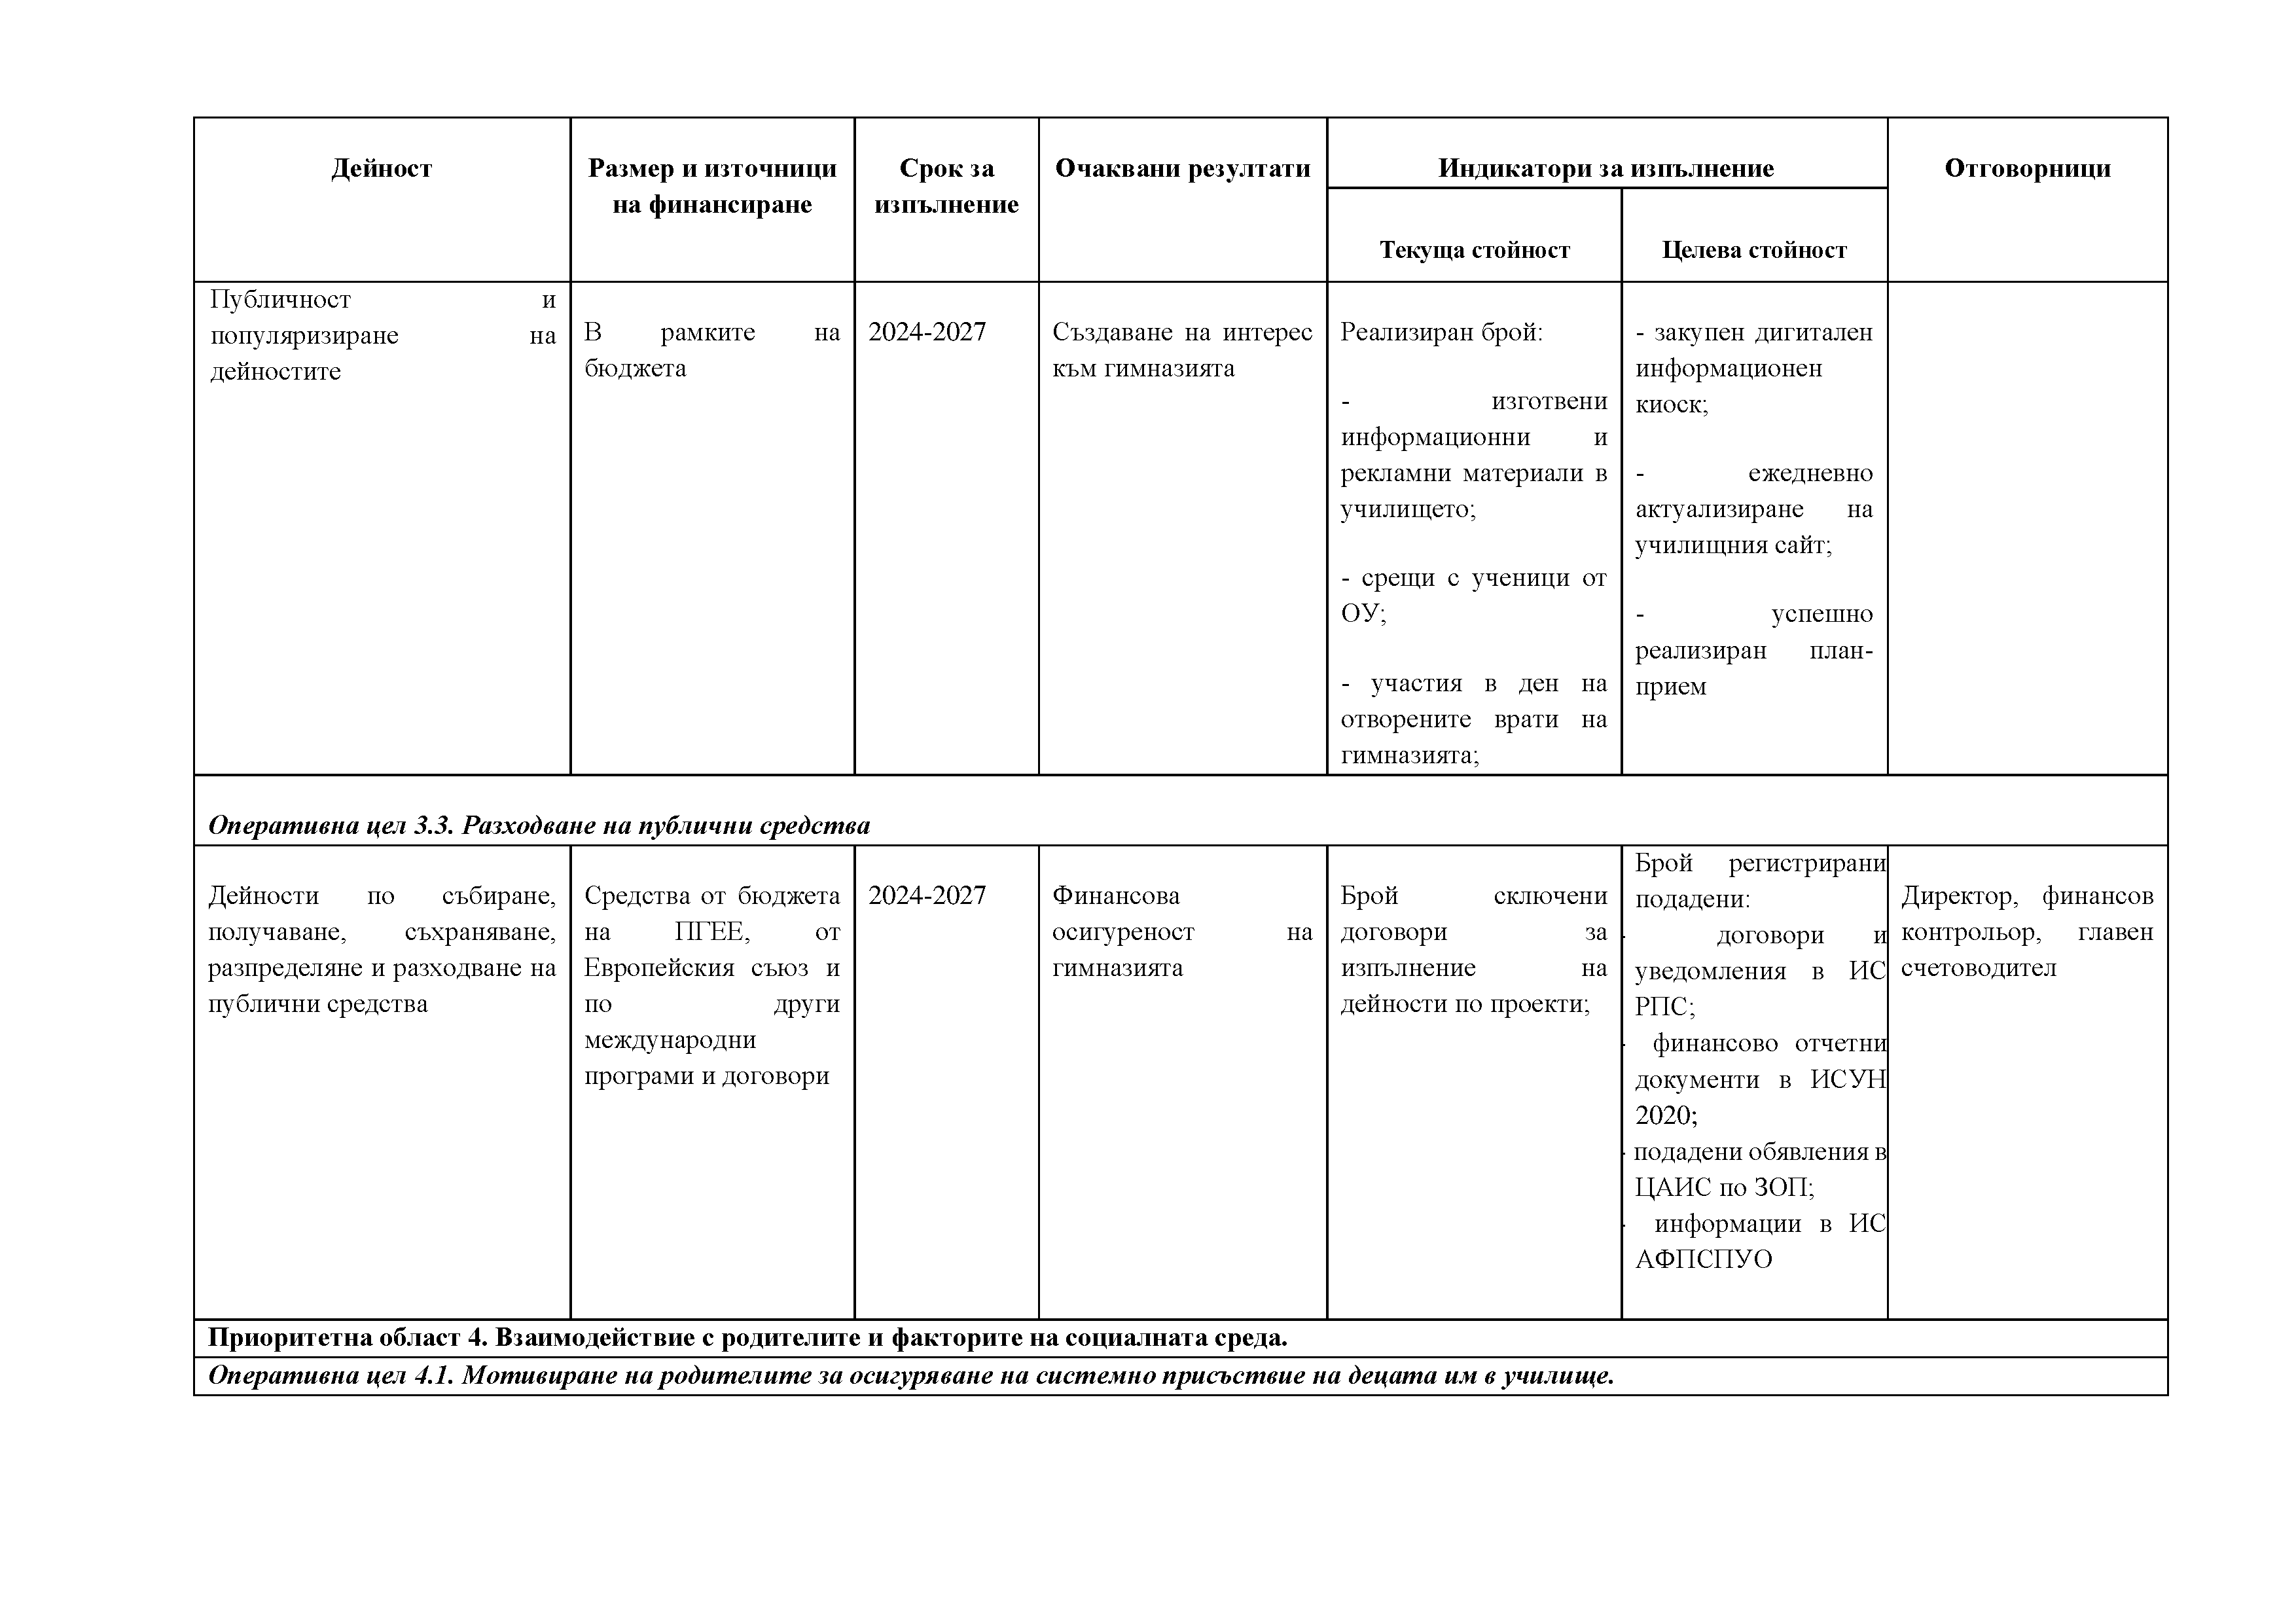 Дейност
Размер и източници
на финансиране
Срок за
изпълнение
Очаквани резултати
Индикатори за изпълнение
Отговорници
Текуща стойност
Целева стойност
Публичност и
популяризиране на
дейностите
В рамките на
бюджета
2024-2027
Създаване на интерес
към гимназията
Реализиран брой:
- изготвени
информационни и
рекламни материали в
училището;
- срещи с ученици от
ОУ;
- участия в ден на
отворените врати на
гимназията;
- закупен дигитален
информационен
киоск;
- ежедневно
актуализиране на
училищния сайт;
- успешно
реализиран план-
прием
Оперативна цел 3.3. Разходване на публични средства
Дейности по събиране,
получаване, съхраняване,
разпределяне и разходване на
публични средства
Средства от бюджета
на ПГЕЕ, от
Европейския съюз и
по други
международни
програми и договори
2024-2027
Финансова
осигуреност на
гимназията
Брой сключени
договори за
изпълнение на
дейности по проекти;
Брой регистрирани
подадени:
- договори и
уведомления в ИС
РПС;
- финансово отчетни
документи в ИСУН
2020;
- подадени обявления в
ЦАИС по ЗОП;
- информации в ИС
АФПСПУО
Директор, финансов
контрольор, главен
счетоводител
Приоритетна област 4. Взаимодействие с родителите и факторите на социалната среда.
Оперативна цел 4.1. Мотивиране на родителите за осигуряване на системно присъствие на децата им в училище.